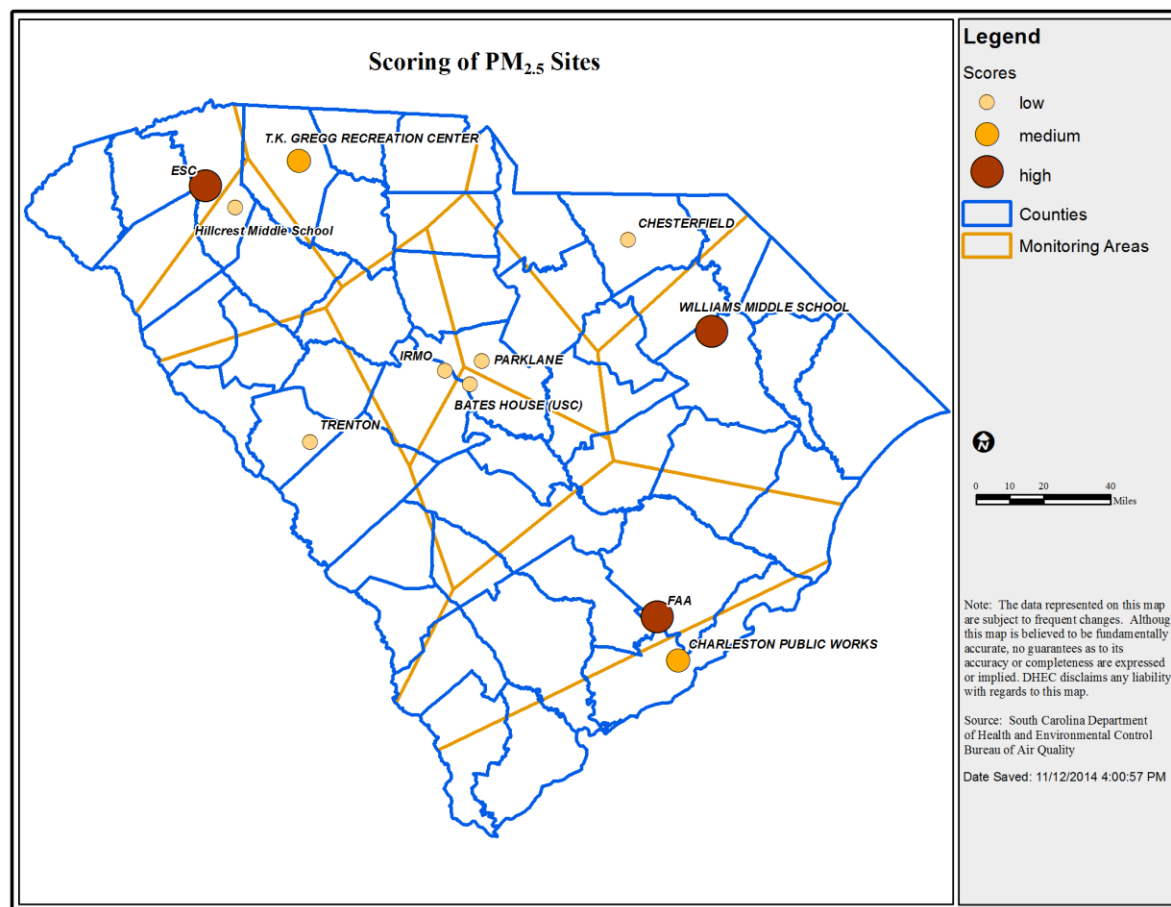 Scoring of PM2.5 Sites
T.K. GREGG RECREATION CENTER
ESC
Hillcrest Middle School
CHESTERFIELD
WILLIAMS MIDDLE SCHOOL
IRMO
PARKLANE
BATES HOUSE (USC)
TRENTON
FAA
CHARLESTON PUBLIC WORKS
Legend
Scores
low
medium
high
Counties
Monitoring Areas
N
0 10 20 40
Miles
Note: The data represented on this map
are subject to frequent changes. Although
this map is believed to be fundamentally
accurate, no guarantees as to its
accuracy or completeness are expressed
or implied. DHEC disclaims any liability
with regards to this map.
Source: South Carolina Department
of Health and Environmental Control
Bureau of Air Quality
Date Saved: 11/12/2014 4:00:57 PM